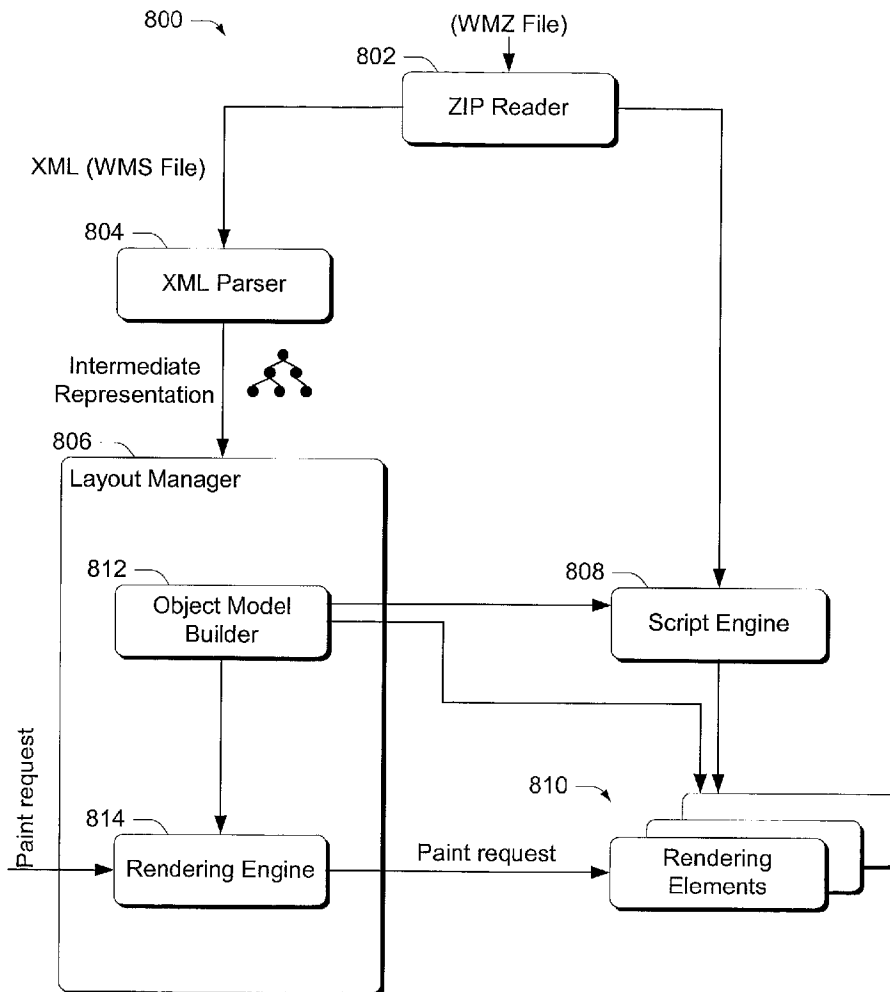 800
(WMZ File)
802
ZIP Reader
XML (WMS File)
804
XML Parser
Intermediate
Representation
806
Layout Manager
812
Object Model
Builder
808
Script Engine
Paint request
814
Rendering Engine
Paint request
810
Rendering
Elements